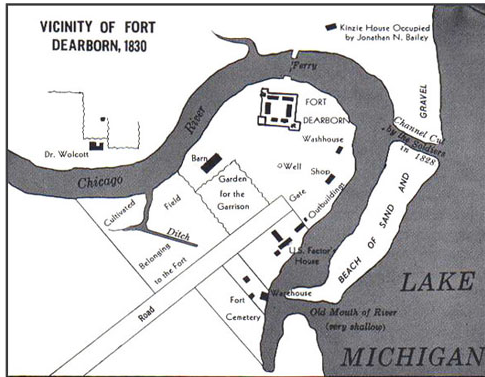 VICINITY OF FORT
DEARBORN, 1830
Kinzie House Occupied
by Jonathan N. Bailey
Ferry
FORT
DEARBORN
River
GRAVEL
Channel Cut
by the Soldiers
in 1828
Washhouse
Dr. Wolcott
Barn
Well
Shop
Chicago
Garden
for the
Garrison
Gate
Outbuildings
Cultivated
Field
Ditch
Belonging
to the Fort
BEACH OF SAND AND
U.S. Factor's
House
Road
Fort
Cemetery
Warehouse
LAKE
Old Mouth of River
(very shallow)
MICHIGAN